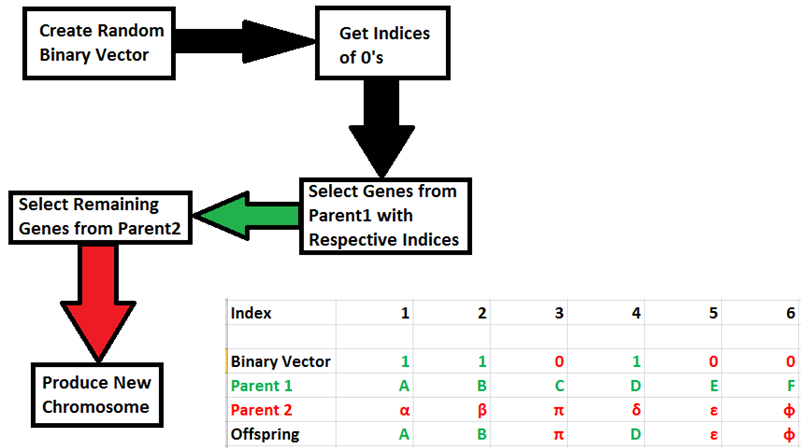 Create Random
Binary Vector
Get Indices
of 0's
Select Genes from
Parent1 with
Respective Indices
Select Remaining
Genes from Parent2
Produce New
Chromosome
Index 1 2 3 4 5 6
Binary Vector 1 1 0 1 0 0
Parent 1 A B C D E F
Parent 2 α β π δ ε ф
Offspring A B π D ε ф